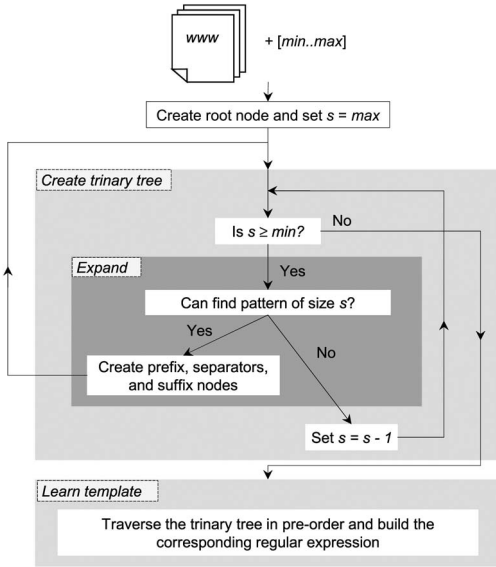 www
+ [min..max]
Create root node and set s = max
Create trinary tree
Is s ≥ min?
No
Expand
Yes
Can find pattern of size s?
Yes
No
Create prefix, separators,
and suffix nodes
Set s = s - 1
Learn template
Traverse the trinary tree in pre-order and build the
corresponding regular expression